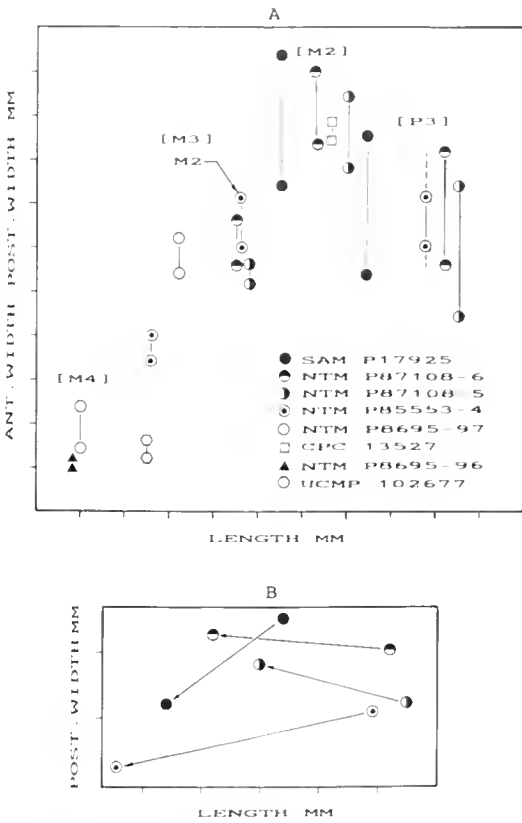 A
[M2]
[P3]
[M3]
M2
[M4]
ANT. WIDTH POST. WIDTH MM
SAM P17925
NTM P87108-6
NTM P87108-5
NTM P85553-4
NTM P8695-97
CPC 13527
NTM P8695-96
UCMP 102677
LENGTH MM
B
POST. WIDTH MM
LENGTH MM